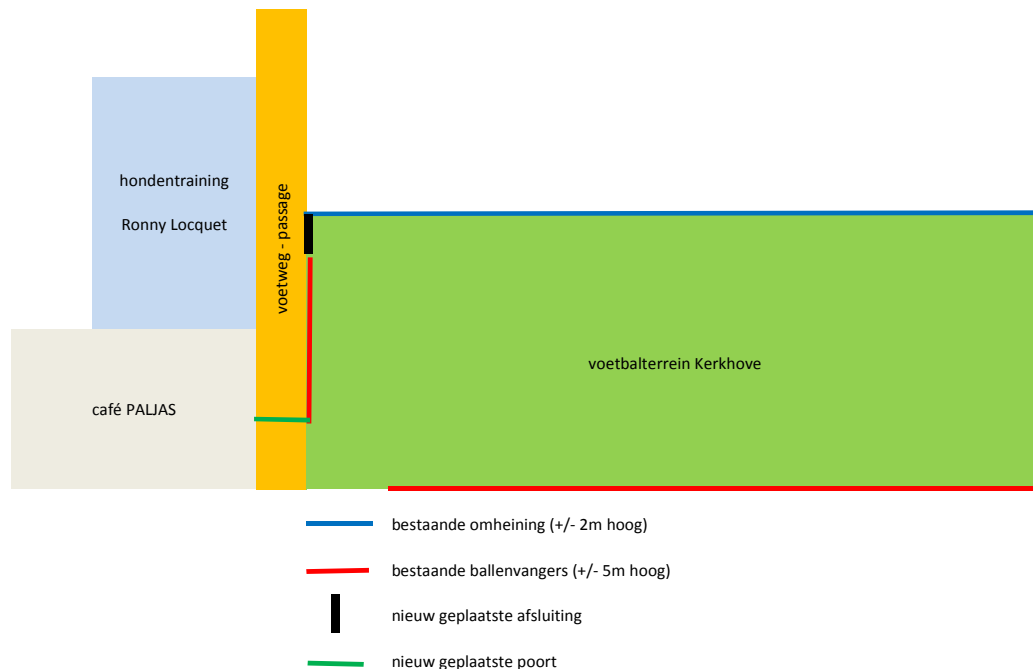 hondentraining
Ronny Locquet
voetweg - passage
voetbalterrein Kerkhove
café PALJAS
bestaande omheining (+/- 2m hoog)
bestaande ballenvangers (+/- 5m hoog)
nieuw geplaatste afsluiting
nieuw geplaatste poort